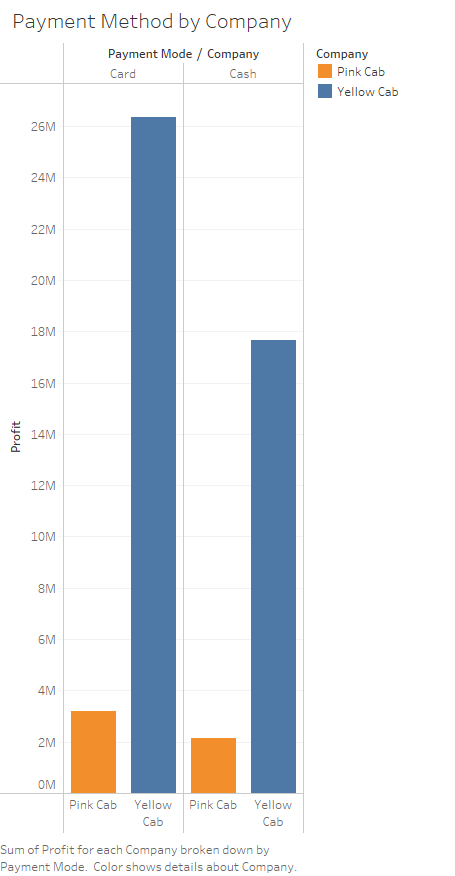 Payment Method by Company
Payment Mode / Company
Card Cash
Company
Pink Cab
Yellow Cab
26M
24M
22M
20M
18M
16M
14M
12M
10M
8M
6M
4M
2M
0M
Profit
Pink Cab Yellow Pink Cab Yellow
Cab Cab
Sum of Profit for each Company broken down by
Payment Mode. Color shows details about Company.